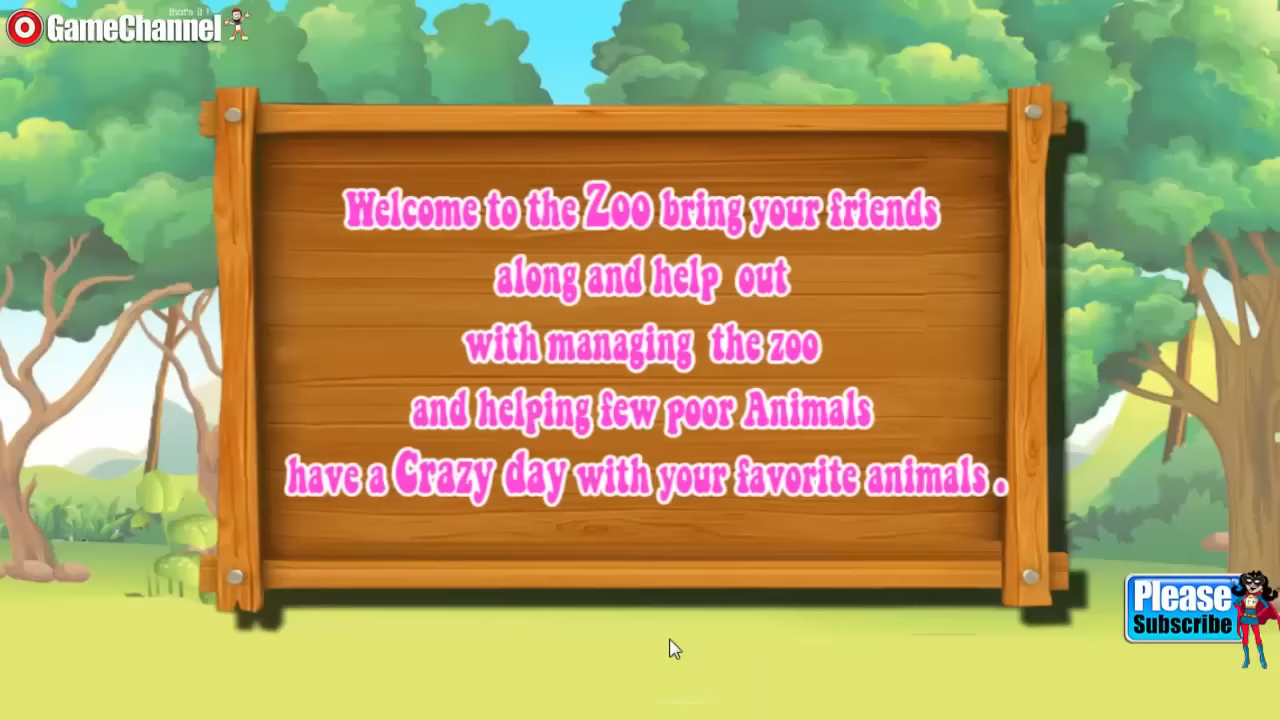 that's it !
GameChannel
Welcome to the Zoo bring your friends
along and help out
with managing the zoo
and helping few poor Animals
have a Crazy day with your favorite animals .
Please
Subscribe